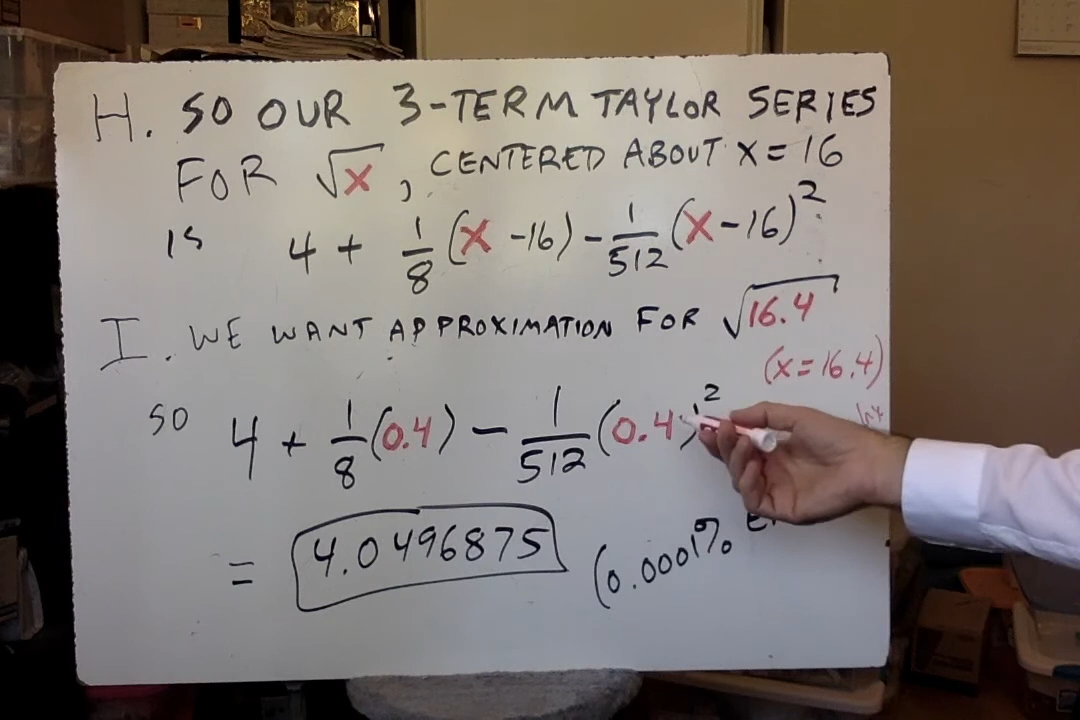 H. SO OUR 3-TERM TAYLOR SERIES
FOR √x, CENTERED ABOUT x=16
IS 4 + 1/8 (x-16) - 1/512 (x-16)²
I. WE WANT APPROXIMATION FOR √16.4
(x=16.4)
SO 4 + 1/8 (0.4) - 1/512 (0.4)²
= 4.0496875 (0.0001%